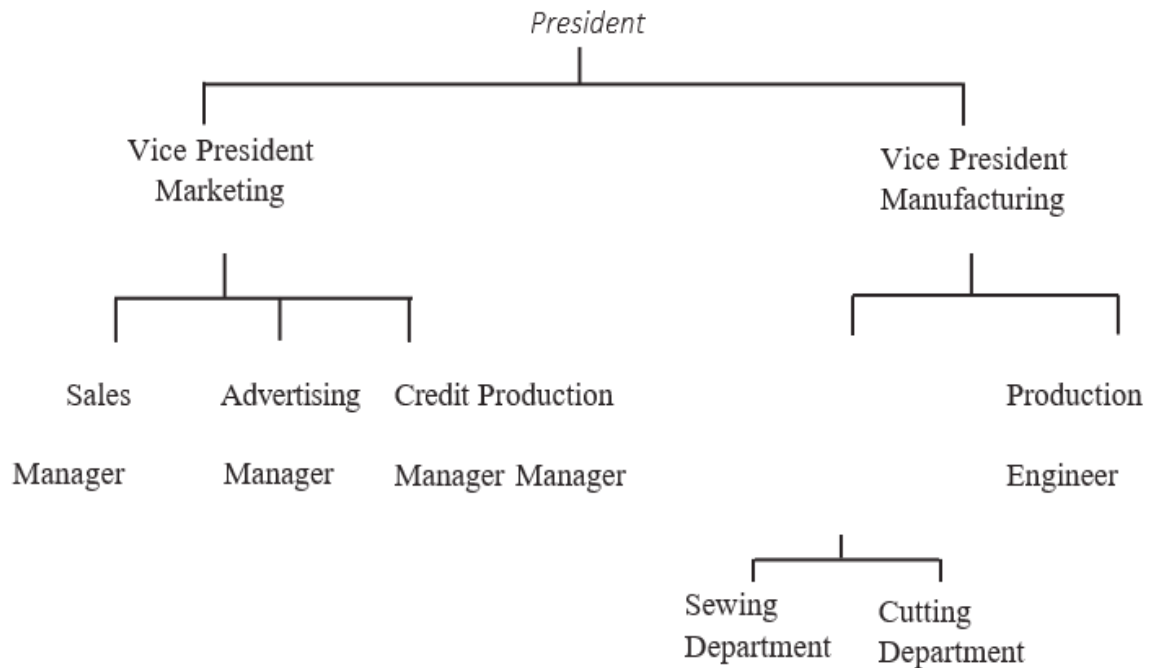 President
Vice President
Marketing
Vice President
Manufacturing
Sales Advertising Credit Production Production
Manager Manager Manager Manager Engineer
Sewing
Department
Cutting
Department